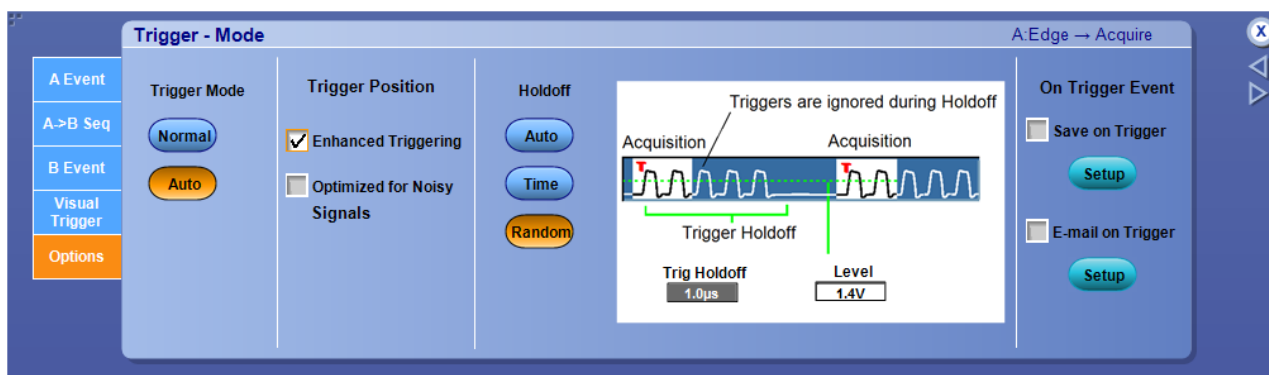 Trigger - Mode
A:Edge → Acquire
X
A Event
A->B Seq
B Event
Visual
Trigger
Options
Trigger Mode
Normal
Auto
Trigger Position
Enhanced Triggering
Optimized for Noisy
Signals
Holdoff
Auto
Time
Random
Triggers are ignored during Holdoff
Acquisition
Acquisition
T
T
Trigger Holdoff
Trig Holdoff
1.0µs
Level
1.4V
On Trigger Event
Save on Trigger
Setup
E-mail on Trigger
Setup